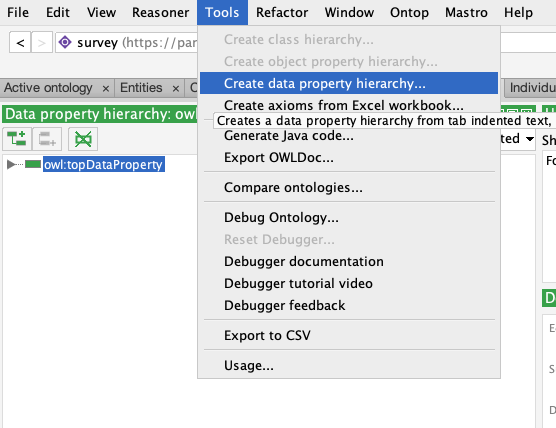 File Edit View Reasoner Tools Refactor Window Ontop Mastro Help
< > survey (https://par
Create class hierarchy...
Create object property hierarchy...
Create data property hierarchy...
Create axioms from Excel workbook...
Creates a data property hierarchy from tab indented text,
Generate Java code...
Export OWLDoc...
Compare ontologies...
Debug Ontology...
Reset Debugger...
Debugger documentation
Debugger tutorial video
Debugger feedback
Export to CSV
Usage...
Active ontology × Entities × C
Individu
Data property hierarchy: owl
owl:topDataProperty
ted
Sh
Fo
D
E
S
D